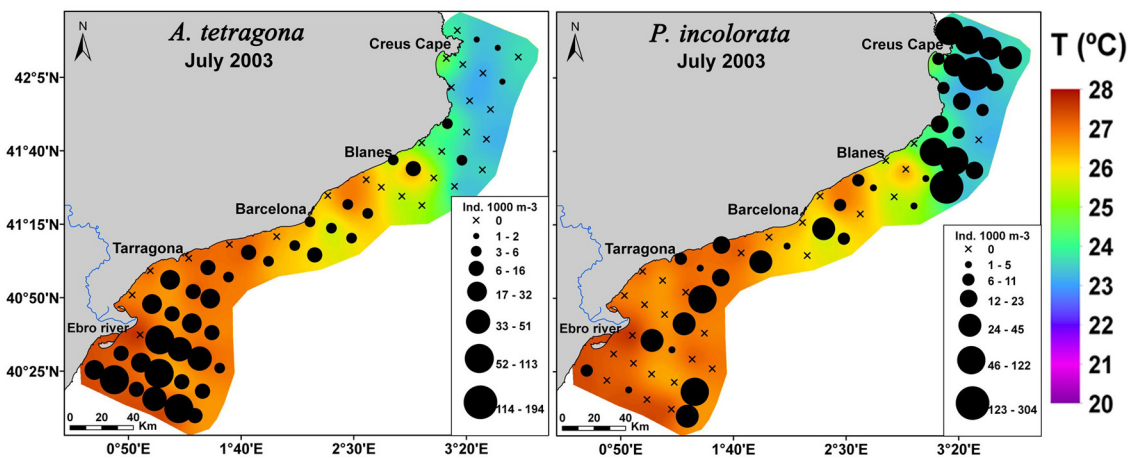 A. tetragona
July 2003
N
Creus Cape
Blanes
Barcelona
Tarragona
Ebro river
42°5'N
41°40'N
41°15'N
40°50'N
40°25'N
0°50'E
1°40'E
2°30'E
3°20'E
0 20 40
Km
Ind. 1000 m-3
0
1 - 2
3 - 6
6 - 16
17 - 32
33 - 51
52 - 113
114 - 194
P. incolorata
July 2003
N
Creus Cape
Blanes
Barcelona
Tarragona
Ebro river
0°50'E
1°40'E
2°30'E
3°20'E
0 20 40
Km
Ind. 1000 m-3
0
1 - 5
6 - 11
12 - 23
24 - 45
46 - 122
123 - 304
T (ºC)
28
27
26
25
24
23
22
21
20